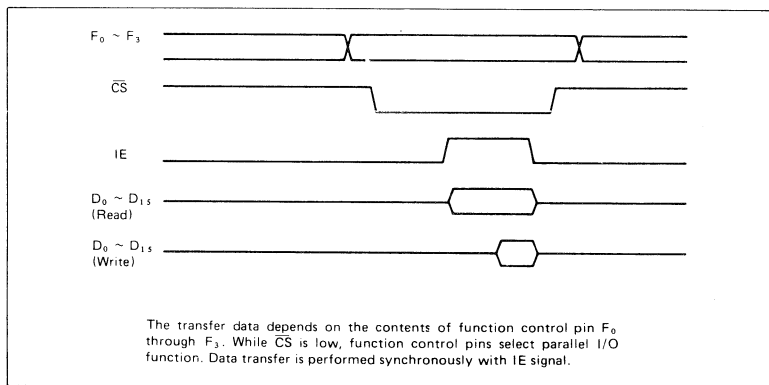 F₀ ~ F₃
C̅S̅
IE
D₀ ~ D₁₅
(Read)
D₀ ~ D₁₅
(Write)
The transfer data depends on the contents of function control pin F₀
through F₃. While C̅S̅ is low, function control pins select parallel I/O
function. Data transfer is performed synchronously with IE signal.